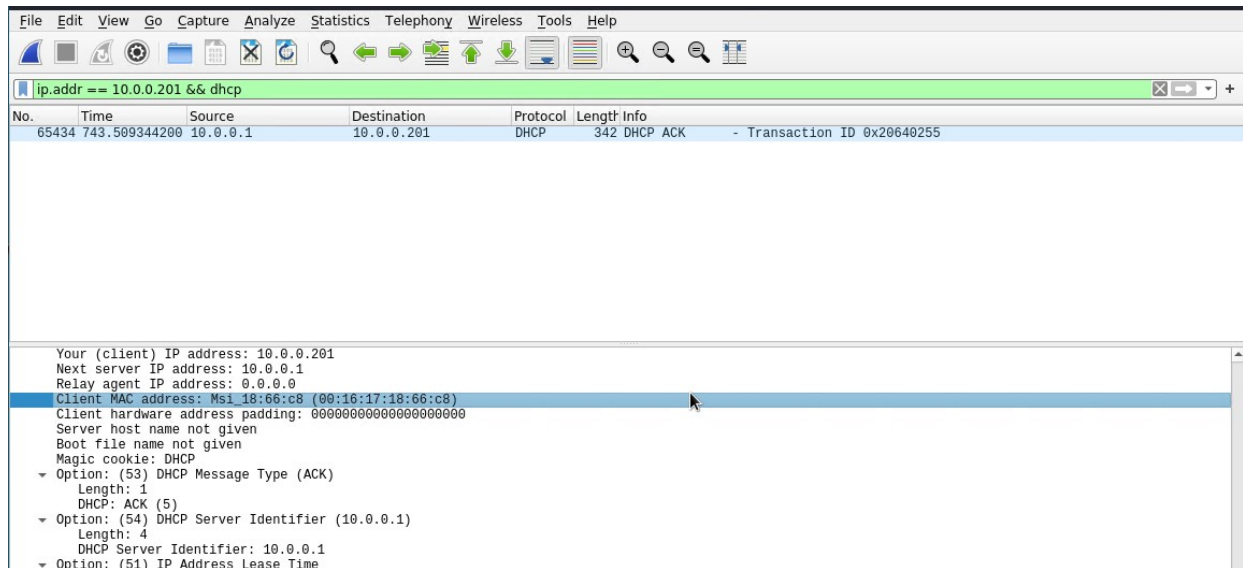 File Edit View Go Capture Analyze Statistics Telephony Wireless Tools Help
ip.addr == 10.0.0.201 && dhcp
No. Time Source Destination Protocol Length Info
65434 743.509344200 10.0.0.1 10.0.0.201 DHCP 342 DHCP ACK - Transaction ID 0x20640255
Your (client) IP address: 10.0.0.201
Next server IP address: 10.0.0.1
Relay agent IP address: 0.0.0.0
Client MAC address: Msi_18:66:c8 (00:16:17:18:66:c8)
Client hardware address padding: 00000000000000000000
Server host name not given
Boot file name not given
Magic cookie: DHCP
Option: (53) DHCP Message Type (ACK)
Length: 1
DHCP: ACK (5)
Option: (54) DHCP Server Identifier (10.0.0.1)
Length: 4
DHCP Server Identifier: 10.0.0.1
Option: (51) IP Address Lease Time